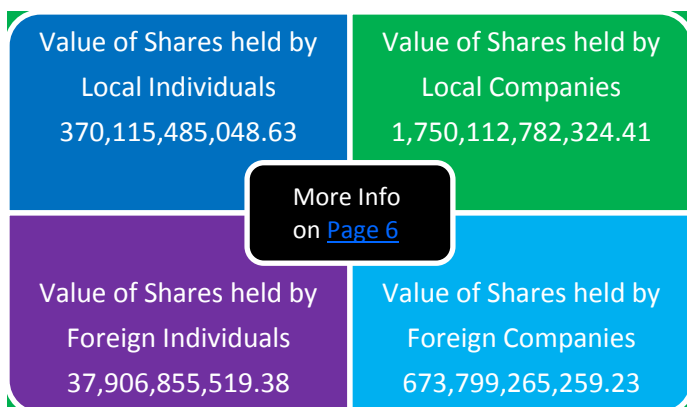 Value of Shares held by
Local Individuals
370,115,485,048.63
Value of Shares held by
Local Companies
1,750,112,782,324.41
More Info
on Page 6
Value of Shares held by
Foreign Individuals
37,906,855,519.38
Value of Shares held by
Foreign Companies
673,799,265,259.23